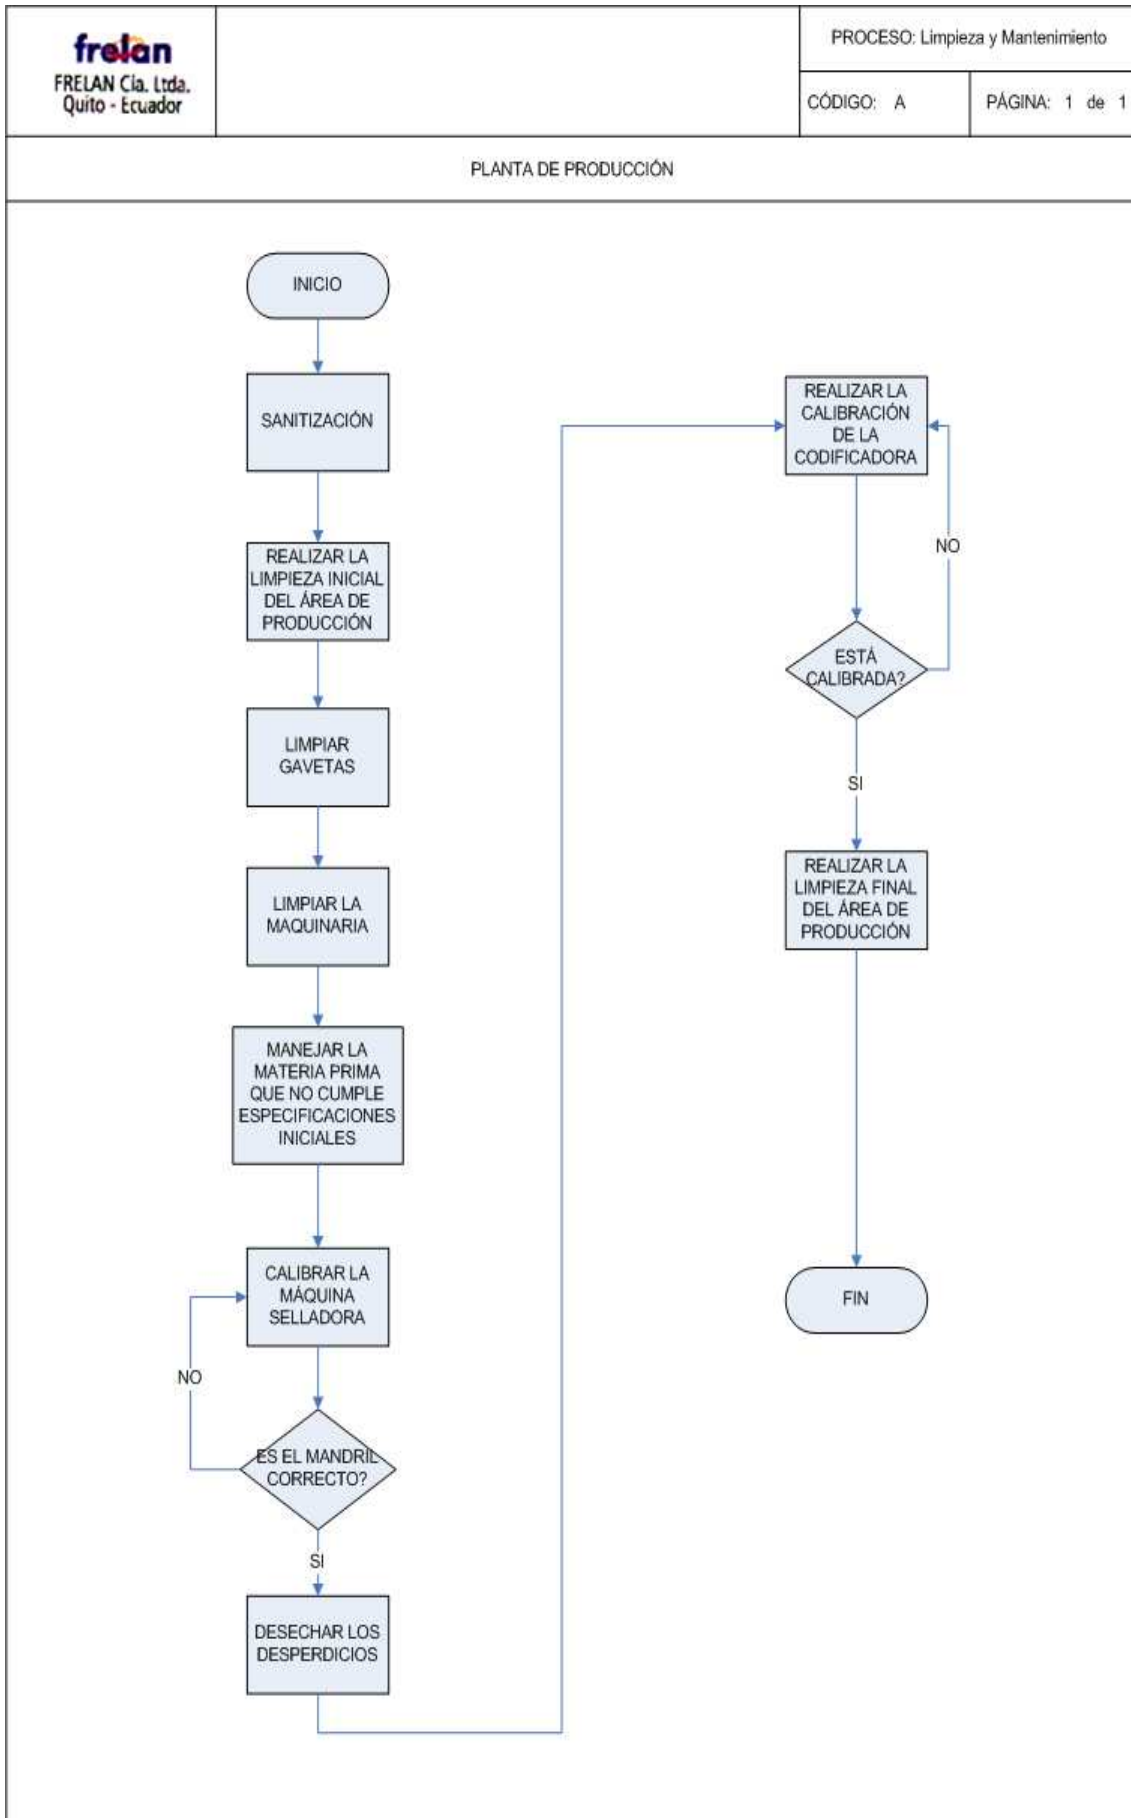 frelan
FRELAN Cía. Ltda.
Quito - Ecuador
PROCESO: Limpieza y Mantenimiento
CÓDIGO: A
PÁGINA: 1 de 1
PLANTA DE PRODUCCIÓN
INICIO
SANITIZACIÓN
REALIZAR LA
LIMPIEZA INICIAL
DEL ÁREA DE
PRODUCCIÓN
LIMPIAR
GAVETAS
LIMPIAR LA
MAQUINARIA
MANEJAR LA
MATERIA PRIMA
QUE NO CUMPLE
ESPECIFICACIONES
INICIALES
CALIBRAR LA
MÁQUINA
SELLADORA
NO
ES EL MANDRIL
CORRECTO?
SI
DESECHAR LOS
DESPERDICIOS
REALIZAR LA
CALIBRACIÓN
DE LA
CODIFICADORA
NO
ESTÁ
CALIBRADA?
SI
REALIZAR LA
LIMPIEZA FINAL
DEL ÁREA DE
PRODUCCIÓN
FIN